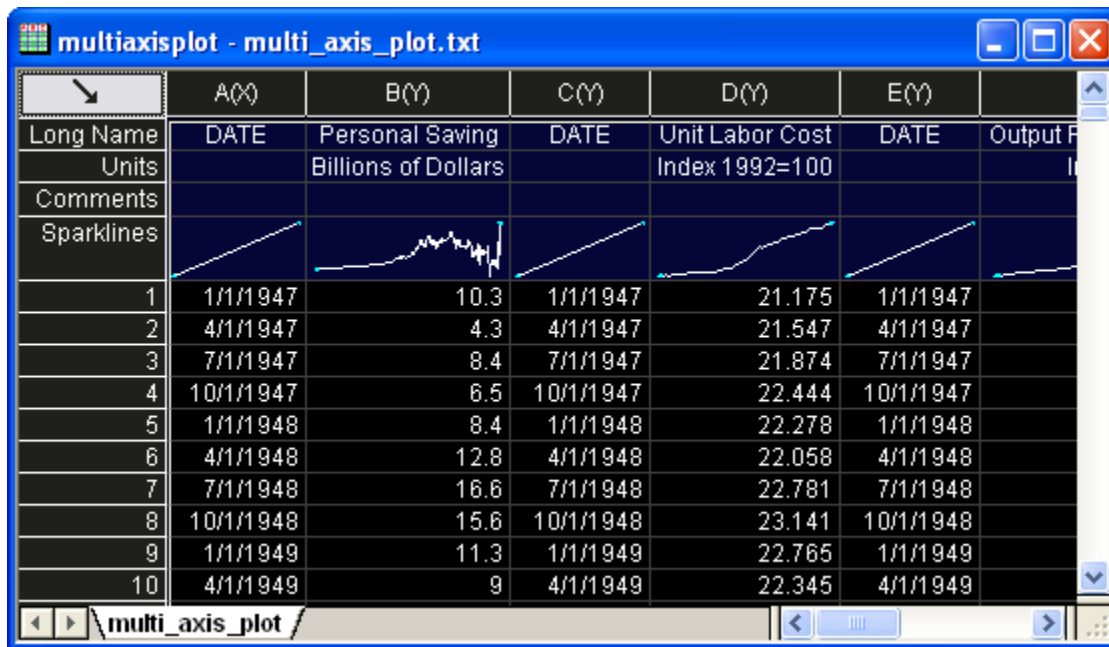 multiaxisplot - multi_axis_plot.txt
A(X) B(Y) C(Y) D(Y) E(Y)
Long Name DATE Personal Saving DATE Unit Labor Cost DATE Output
Units Billions of Dollars Index 1992=100
Comments
Sparklines
1 1/1/1947 10.3 1/1/1947 21.175 1/1/1947
2 4/1/1947 4.3 4/1/1947 21.547 4/1/1947
3 7/1/1947 8.4 7/1/1947 21.874 7/1/1947
4 10/1/1947 6.5 10/1/1947 22.444 10/1/1947
5 1/1/1948 8.4 1/1/1948 22.278 1/1/1948
6 4/1/1948 12.8 4/1/1948 22.058 4/1/1948
7 7/1/1948 16.6 7/1/1948 22.781 7/1/1948
8 10/1/1948 15.6 10/1/1948 23.141 10/1/1948
9 1/1/1949 11.3 1/1/1949 22.765 1/1/1949
10 4/1/1949 9 4/1/1949 22.345 4/1/1949
multi_axis_plot